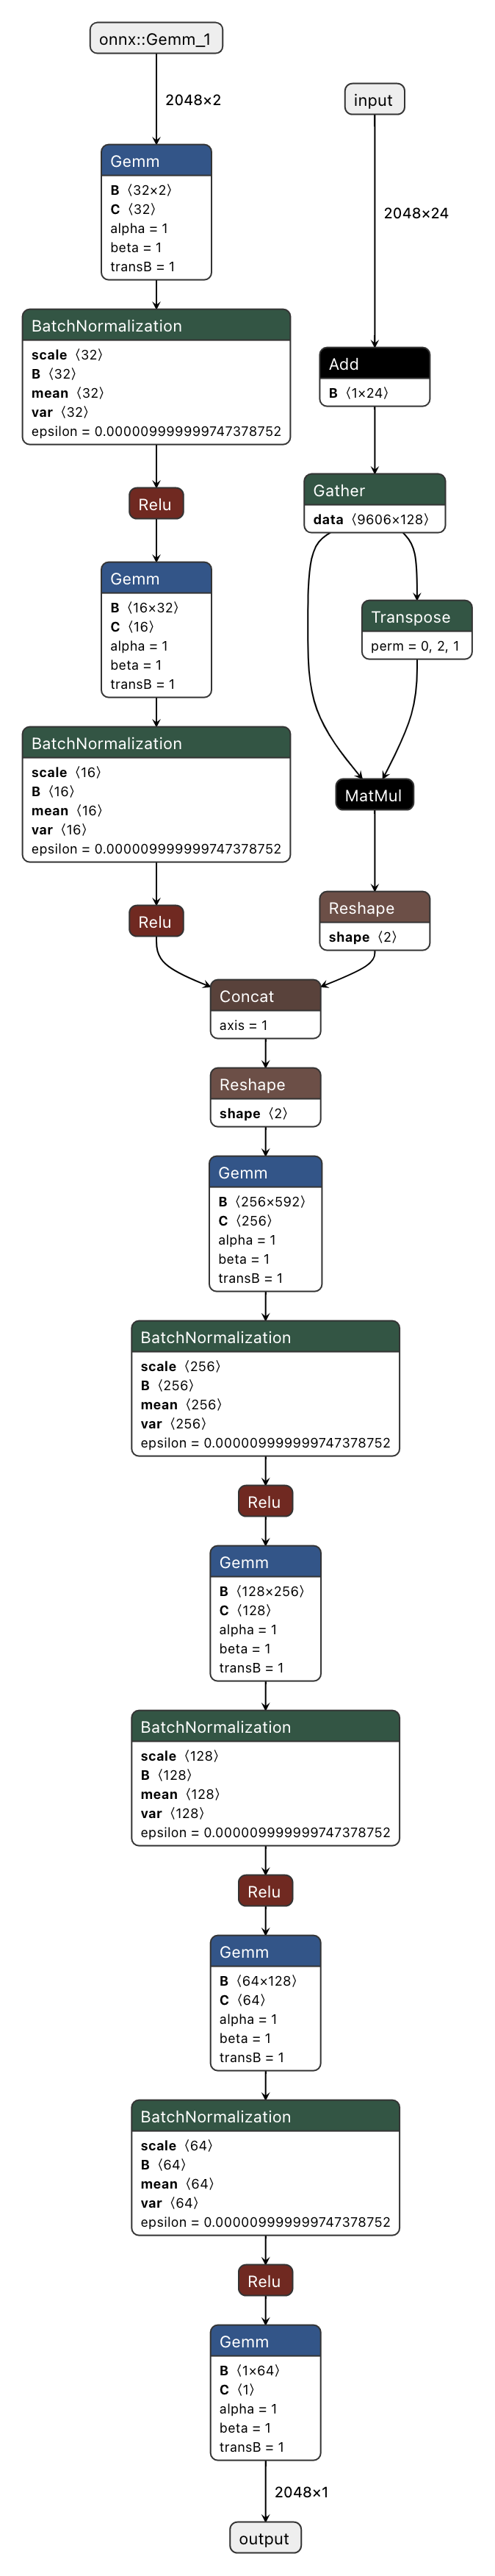 onnx::Gemm_1
2048×2
input
2048×24
Gemm
B ⟨32×2⟩
C ⟨32⟩
alpha = 1
beta = 1
transB = 1
BatchNormalization
scale ⟨32⟩
B ⟨32⟩
mean ⟨32⟩
var ⟨32⟩
epsilon = 0.000009999999747378752
Relu
Gemm
B ⟨16×32⟩
C ⟨16⟩
alpha = 1
beta = 1
transB = 1
BatchNormalization
scale ⟨16⟩
B ⟨16⟩
mean ⟨16⟩
var ⟨16⟩
epsilon = 0.000009999999747378752
Relu
Add
B ⟨1×24⟩
Gather
data ⟨9606×128⟩
Transpose
perm = 0, 2, 1
MatMul
Reshape
shape ⟨2⟩
Concat
axis = 1
Reshape
shape ⟨2⟩
Gemm
B ⟨256×592⟩
C ⟨256⟩
alpha = 1
beta = 1
transB = 1
BatchNormalization
scale ⟨256⟩
B ⟨256⟩
mean ⟨256⟩
var ⟨256⟩
epsilon = 0.000009999999747378752
Relu
Gemm
B ⟨128×256⟩
C ⟨128⟩
alpha = 1
beta = 1
transB = 1
BatchNormalization
scale ⟨128⟩
B ⟨128⟩
mean ⟨128⟩
var ⟨128⟩
epsilon = 0.000009999999747378752
Relu
Gemm
B ⟨64×128⟩
C ⟨64⟩
alpha = 1
beta = 1
transB = 1
BatchNormalization
scale ⟨64⟩
B ⟨64⟩
mean ⟨64⟩
var ⟨64⟩
epsilon = 0.000009999999747378752
Relu
Gemm
B ⟨1×64⟩
C ⟨1⟩
alpha = 1
beta = 1
transB = 1
2048×1
output